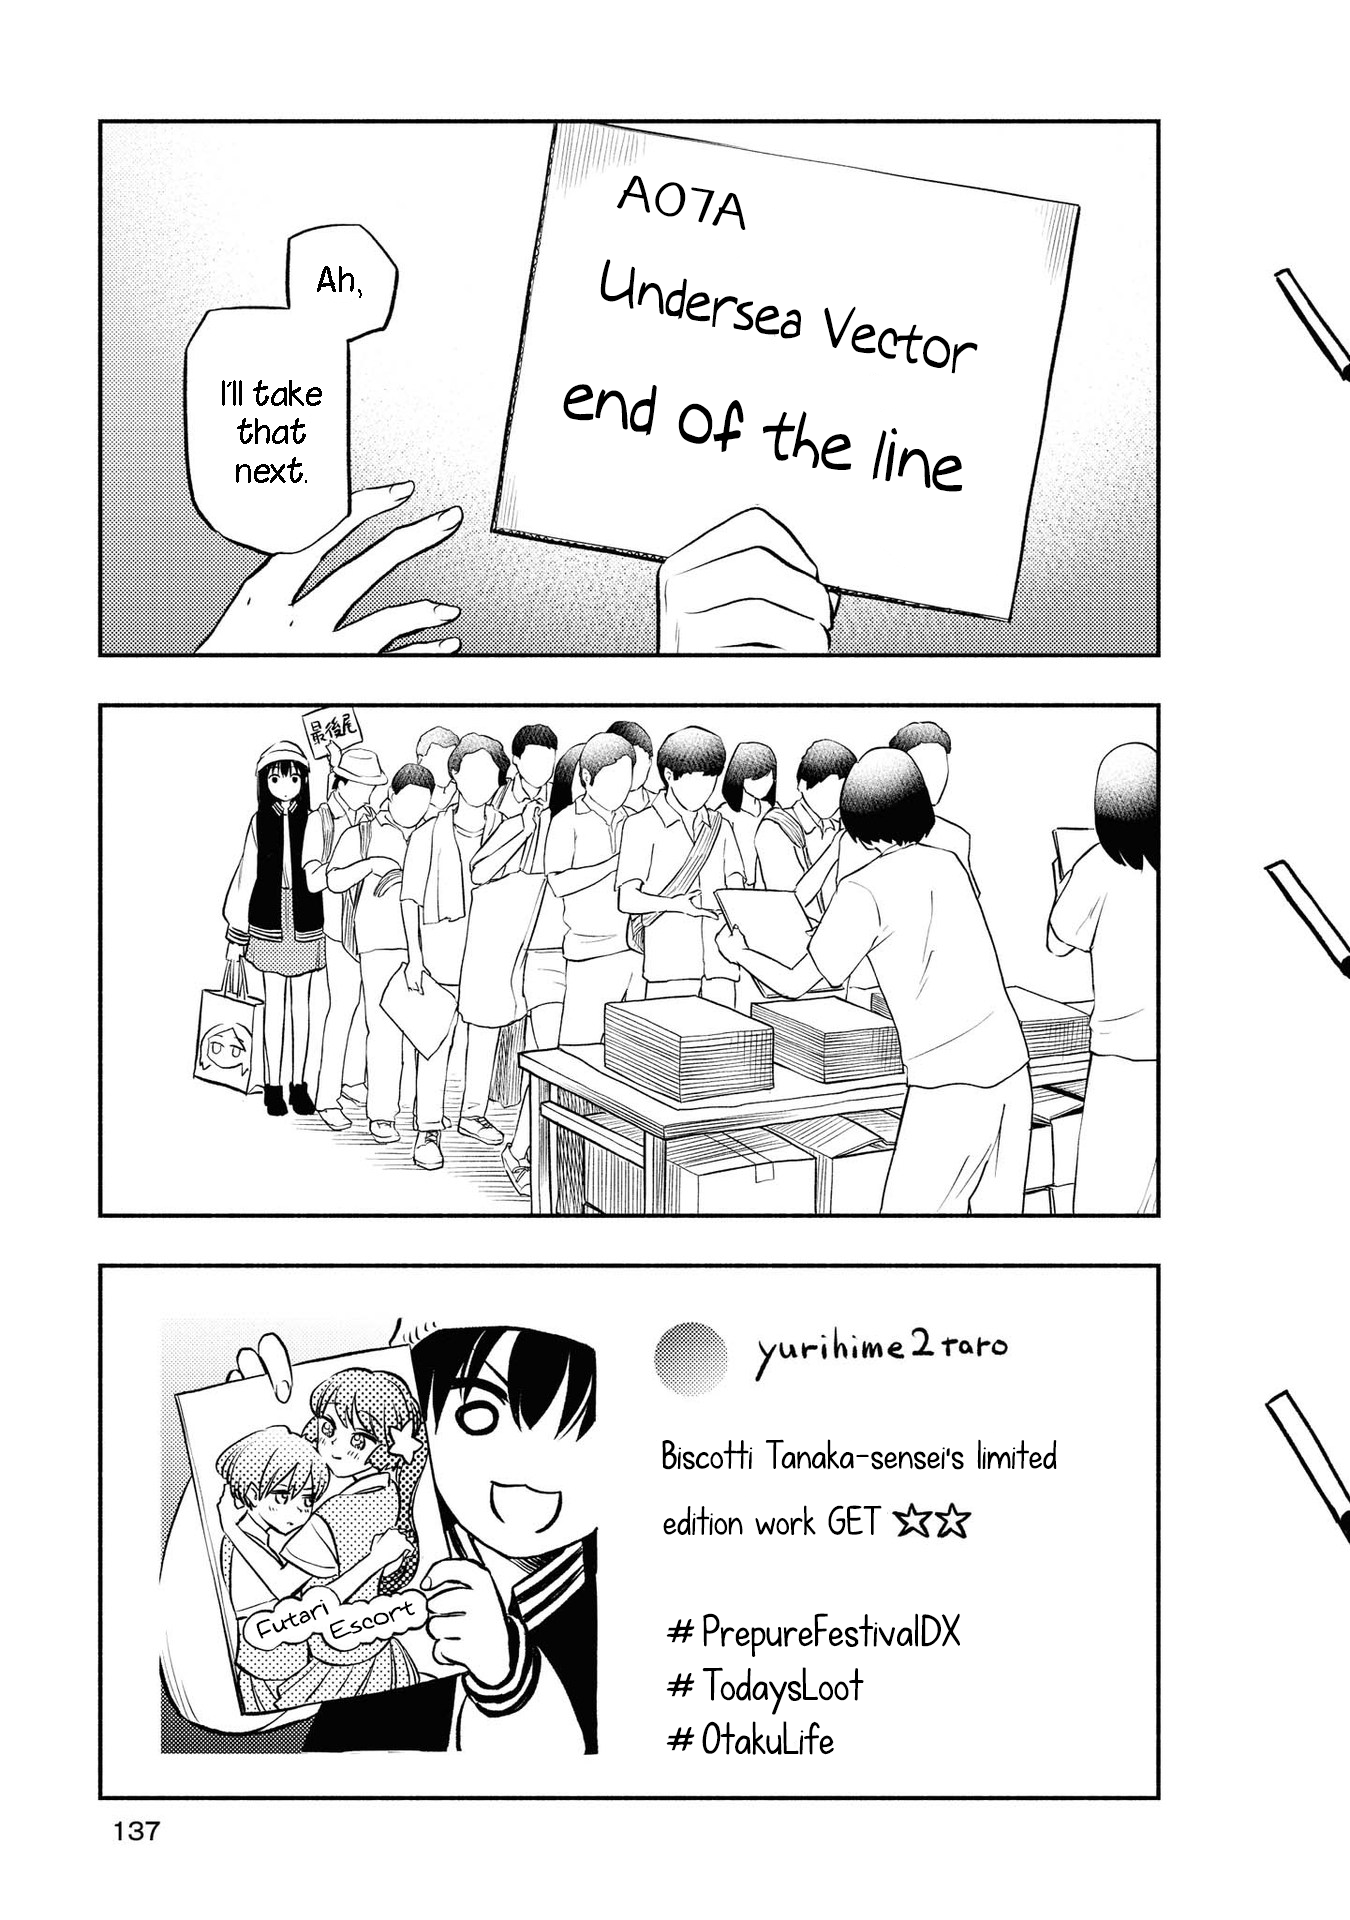 A07A
Undersea Vector
end of the line
Ah,
I'll take
that
next.
最後尾
yurihime2taro
Biscotti Tanaka-sensei's limited
edition work GET ☆☆
# PrepureFestivalDX
# TodaysLoot
# OtakuLife
Futari
Escort
137